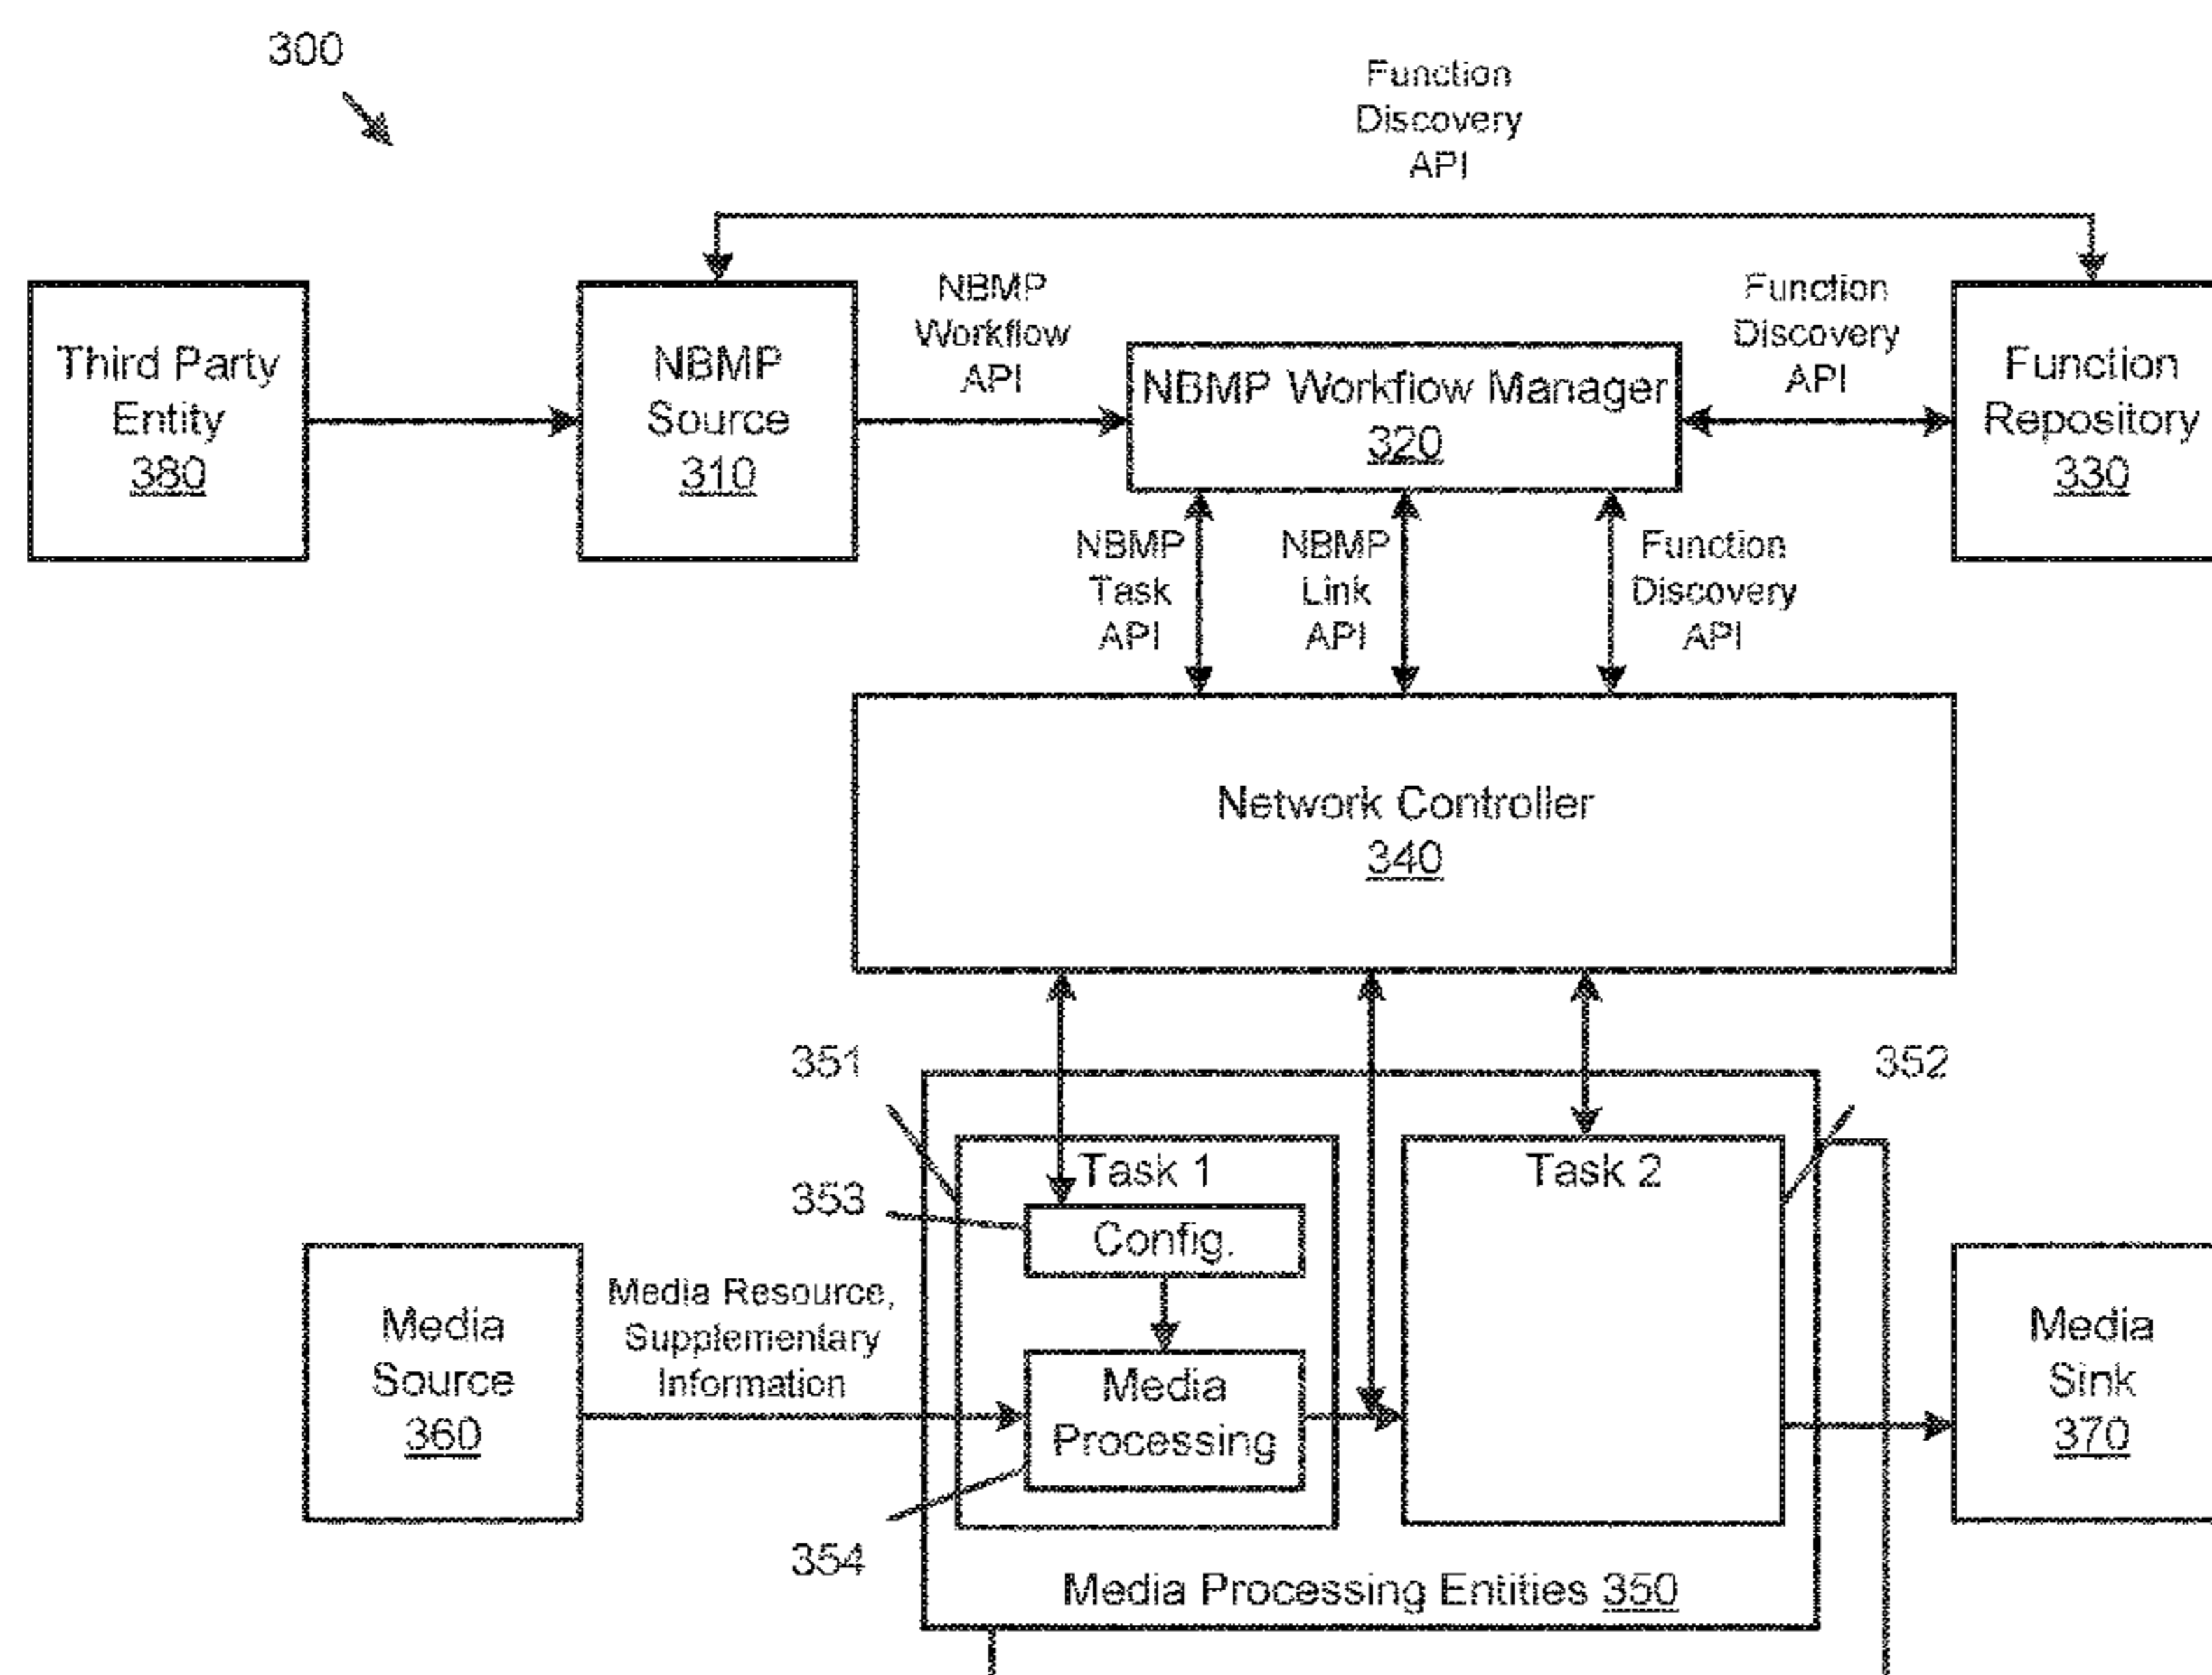 300
Function
Discovery
API
Third Party
Entity
380
NBMP
Source
310
NBMP
Workflow
API
NBMP Workflow Manager
320
Function
Discovery
API
Function
Repository
330
NBMP
Task
API
NBMP
Link
API
Function
Discovery
API
Network Controller
340
351
352
Task 1
Task 2
353
Config.
Media
Source
360
Media Resource,
Supplementary
Information
Media
Processing
Media
Sink
370
354
Media Processing Entities 350